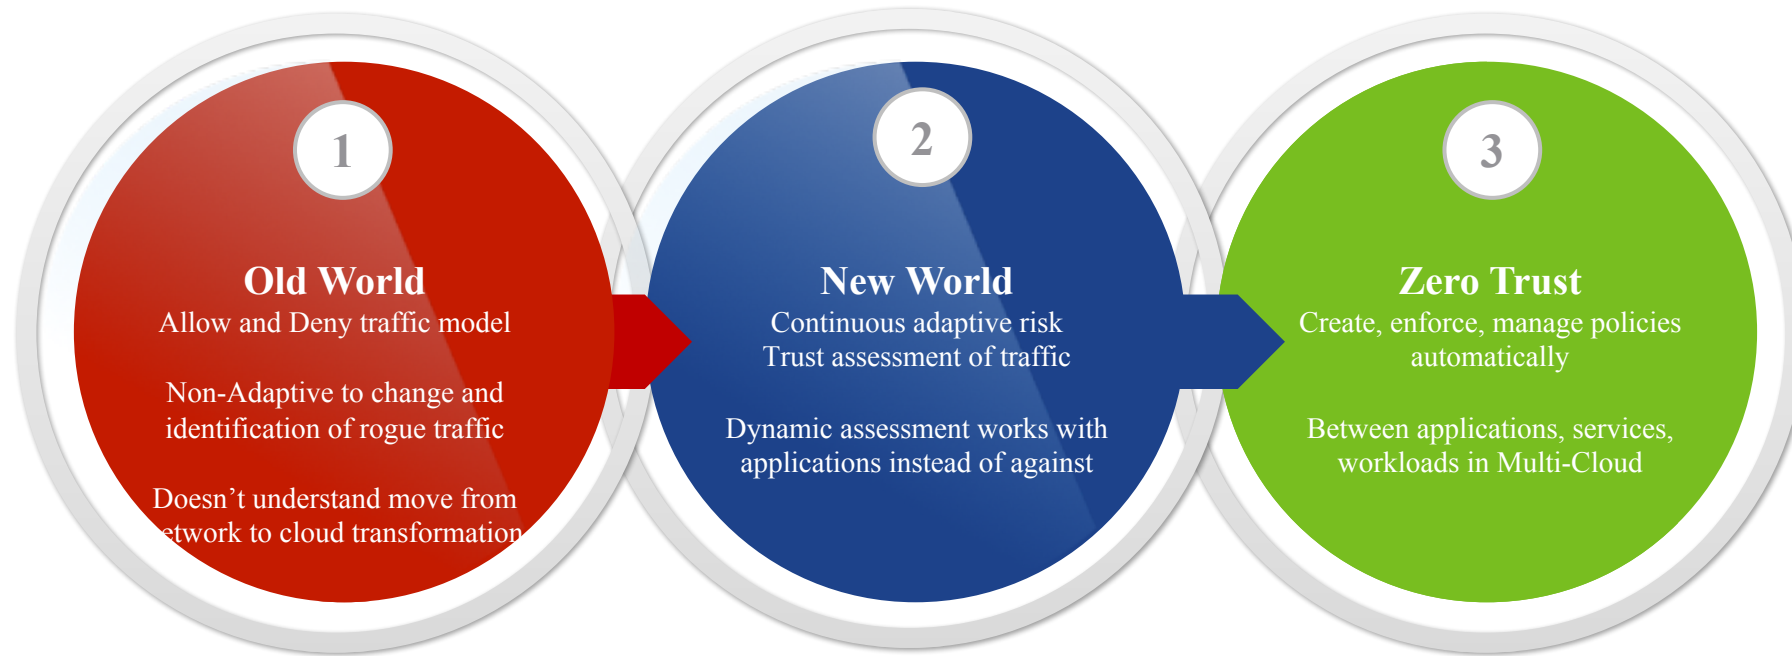 1
Old World
Allow and Deny traffic model
Non-Adaptive to change and
identification of rogue traffic
Doesn’t understand move from
etwork to cloud transformation
2
New World
Continuous adaptive risk
Trust assessment of traffic
Dynamic assessment works with
applications instead of against
3
Zero Trust
Create, enforce, manage policies
automatically
Between applications, services,
workloads in Multi-Cloud